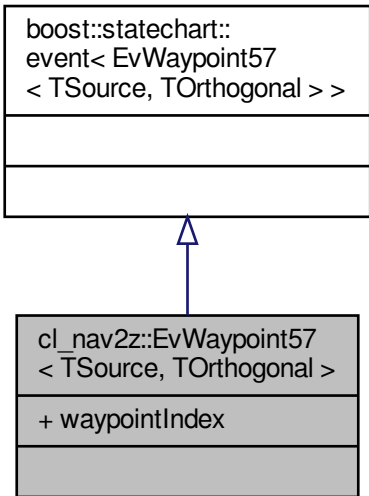 boost::statechart::
event< EvWaypoint57
< TSource, TOrthogonal > >
cl_nav2z::EvWaypoint57
< TSource, TOrthogonal >
+ waypointIndex